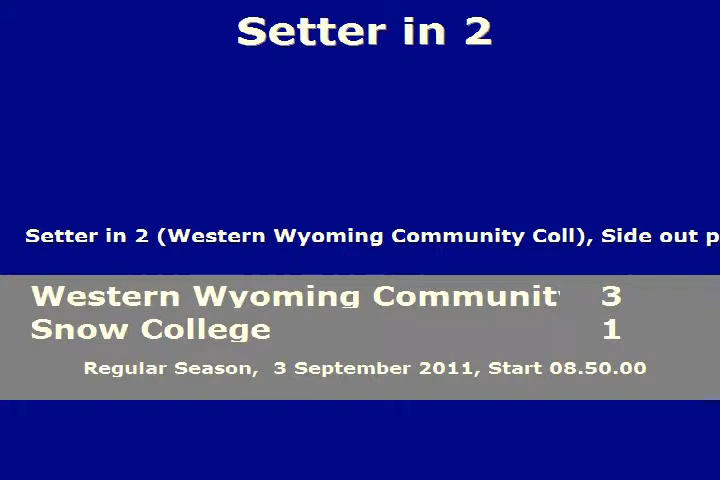 Setter in 2
Setter in 2 (Western Wyoming Community Coll), Side out p
Western Wyoming Communit 3
Snow College 1
Regular Season, 3 September 2011, Start 08.50.00